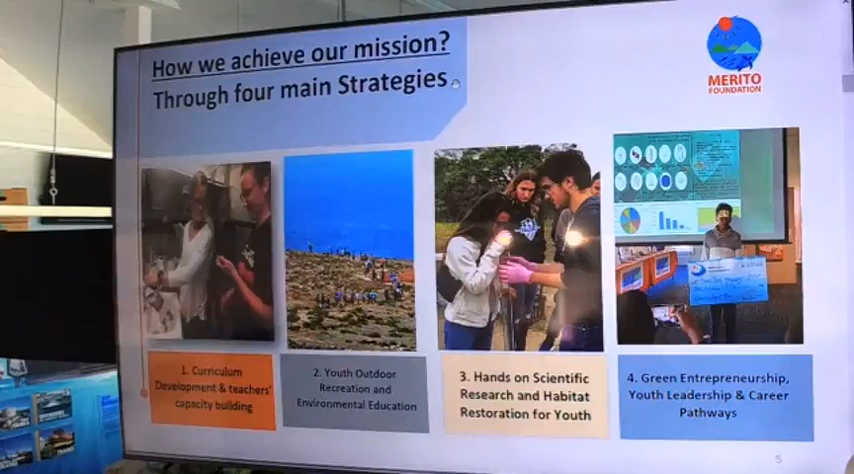 How we achieve our mission?
Through four main Strategies
MERITO
FOUNDATION
1. Curriculum
Development & teachers'
capacity building
2. Youth Outdoor
Recreation and
Environmental Education
3. Hands on Scientific
Research and Habitat
Restoration for Youth
4. Green Entrepreneurship,
Youth Leadership & Career
Pathways
5